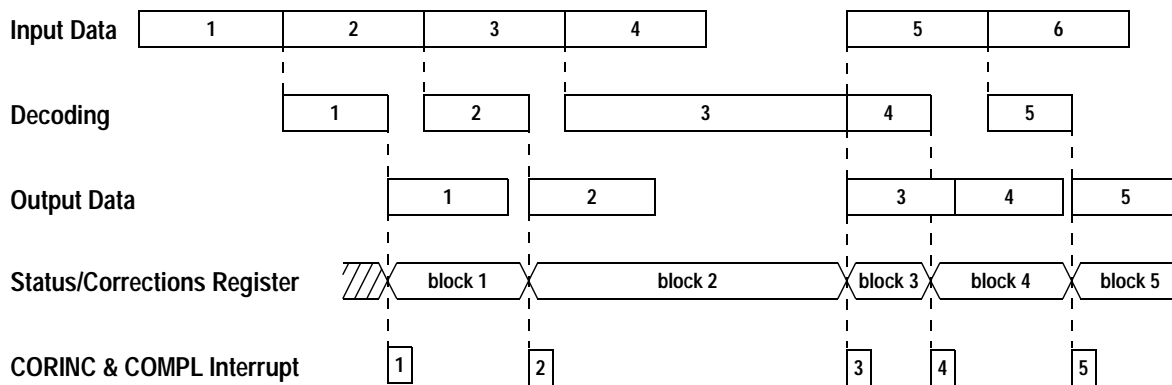 Input Data 1 2 3 4 5 6
Decoding 1 2 3 4 5
Output Data 1 2 3 4 5
Status/Corrections Register block 1 block 2 block 3 block 4 block 5
CORINC & COMPL Interrupt 1 2 3 4 5